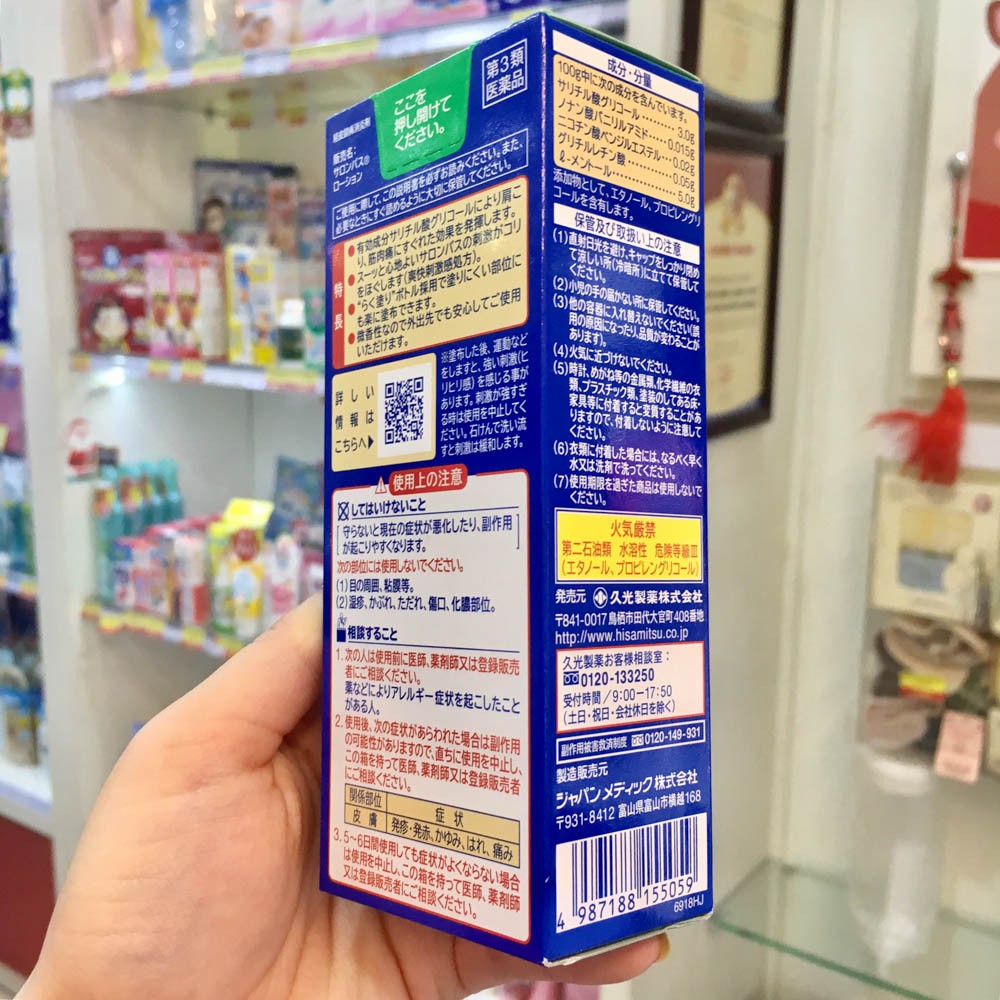 経皮鎮痛消炎剤
販売名:
サロンパス®
ローション
ここを
押し開けて
ください。
第3類
医薬品
ご使用に際して、この説明書を必ずお読みください。また、
必要なときにすぐ読めるように大切に保管してください。
特長
●有効成分サリチル酸グリコールにより肩こ
り、筋肉痛にすぐれた効果を発揮します。
●スーッと心地よいサロンパスの刺激がコリ
をほぐします(爽快刺激感処方)。
●“らく塗り”ボトル採用で塗りにくい部位に
も楽に塗布できます。
●微香性なので外出先でも安心してご使用
いただけます。
詳しい
情報は
こちらへ▶
※塗布した後、運動など
をしますと、強い刺激(ヒ
リヒリ感)を感じる事が
あります。刺激が強すぎ
る時は使用を中止してく
ださい。石けんで洗い流
すと刺激は緩和します。
使用上の注意
してはいけないこと
守らないと現在の症状が悪化したり、副作用
が起こりやすくなります。
次の部位には使用しないでください。
(1)目の周囲、粘膜等。
(2)湿疹、かぶれ、ただれ、傷口、化膿部位。
相談すること
1.次の人は使用前に医師、薬剤師又は登録販売
者にご相談ください。
薬などによりアレルギー症状を起こしたこと
がある人。
2.使用後、次の症状があらわれた場合は副作用
の可能性がありますので、直ちに使用を中止し、
この箱を持って医師、薬剤師又は登録販売者
にご相談ください。
関係部位 症状
皮膚 発疹・発赤、かゆみ、はれ、痛み
3.5~6日間使用しても症状がよくならない場合
は使用を中止し、この箱を持って医師、薬剤師
又は登録販売者にご相談ください。
成分・分量
100g中に次の成分を含んでいます。
サリチル酸グリコール………3.0g
ノナン酸バニリルアミド……0.015g
ニコチン酸ベンジルエステル…0.02g
グリチルレチン酸……………0.05g
ℓ-メントール…………………5.0g
添加物として、エタノール、プロピレングリ
コールを含有します。
保管及び取扱い上の注意
(1)直射日光を避け、キャップをしっかり閉め
て涼しい所(冷暗所)に立てて保管して
ください。
(2)小児の手の届かない所に保管してください。
(3)他の容器に入れ替えないでください(誤
用の原因になったり、品質が変わることが
あります)。
(4)火気に近づけないでください。
(5)時計、めがね等の金属類、化学繊維の衣
類、プラスチック類、塗装のしてある床・
家具等に付着すると変質することがあ
りますので、付着しないように注意して
ください。
(6)衣類に付着した場合には、なるべく早く
水又は洗剤で洗ってください。
(7)使用期限を過ぎた商品は使用しないで
ください。
火気厳禁
第二石油類 水溶性 危険等級Ⅲ
(エタノール、プロピレングリコール)
発売元 久光製薬株式会社
〒841-0017 鳥栖市田代大官町408番地
http://www.hisamitsu.co.jp
久光製薬お客様相談室:
0120-133250
受付時間/9:00-17:50
(土日・祝日・会社休日を除く)
副作用被害救済制度 0120-149-931
製造販売元
ジャパンメディック株式会社
〒931-8412 富山県富山市横越168
4 987188 155059
6918HJ